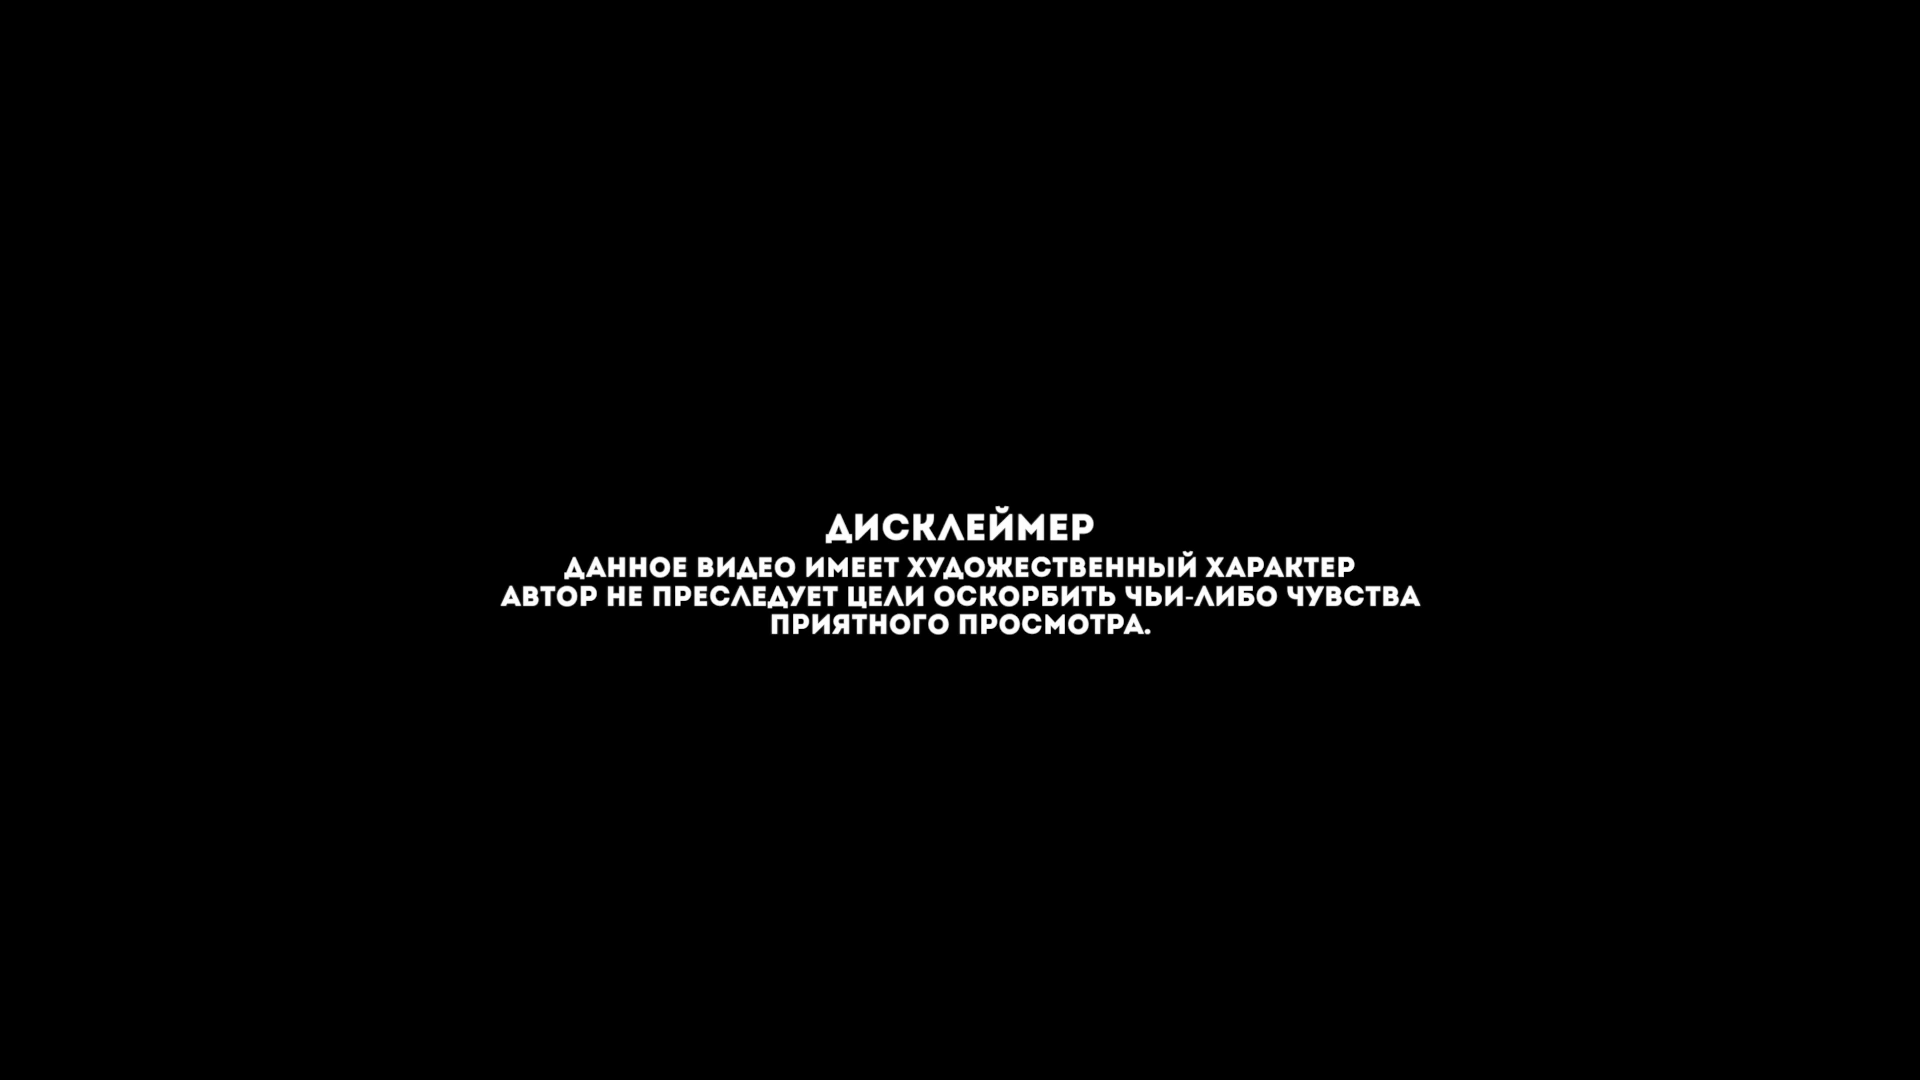 ДИСКЛЕЙМЕР
ДАННОЕ ВИДЕО ИМЕЕТ ХУДОЖЕСТВЕННЫЙ ХАРАКТЕР
АВТОР НЕ ПРЕСЛЕДУЕТ ЦЕЛИ ОСКОРБИТЬ ЧЬИ-ЛИБО ЧУВСТВА
ПРИЯТНОГО ПРОСМОТРА.